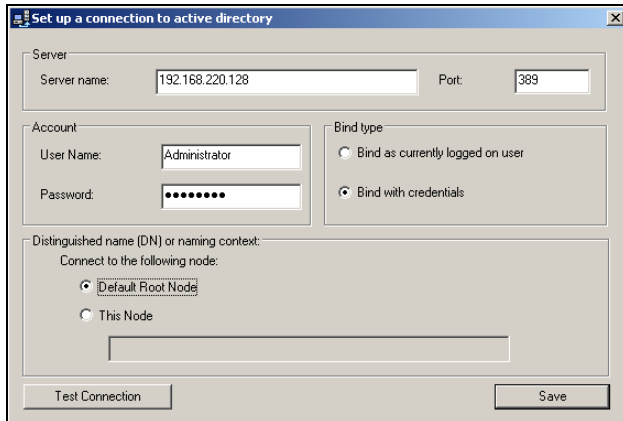 Set up a connection to active directory
Server
Server name: 192.168.220.128 Port: 389
Account
User Name: Administrator
Password: ●●●●●●●●
Bind type
Bind as currently logged on user
Bind with credentials
Distinguished name (DN) or naming context:
Connect to the following node:
Default Root Node
This Node
Test Connection Save